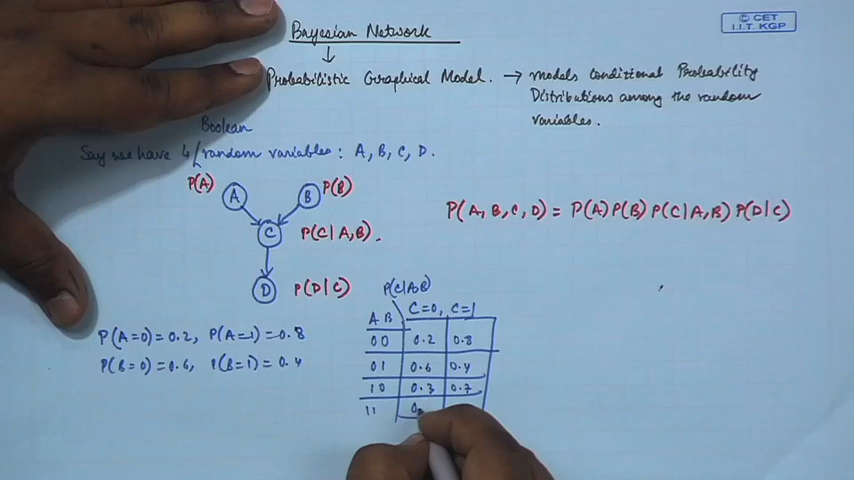 © CET
I.I.T. KGP
Bayesian Network
Probabilistic Graphical Model. → models Conditional Probability
Distributions among the random
variables.
Boolean
Say we have 4 random variables: A, B, C, D.
P(A) A B P(B)
P(A, B, C, D) = P(A) P(B) P(C|A,B) P(D|C)
C P(C|A,B).
D P(D|C)
P(C|A,B)
A B C=0, C=1
P(A=0)=0.2, P(A=1)=0.8
00 0.2 0.8
P(B=0)=0.6, P(B=1)=0.4
01 0.6 0.4
10 0.3 0.7
11 0.